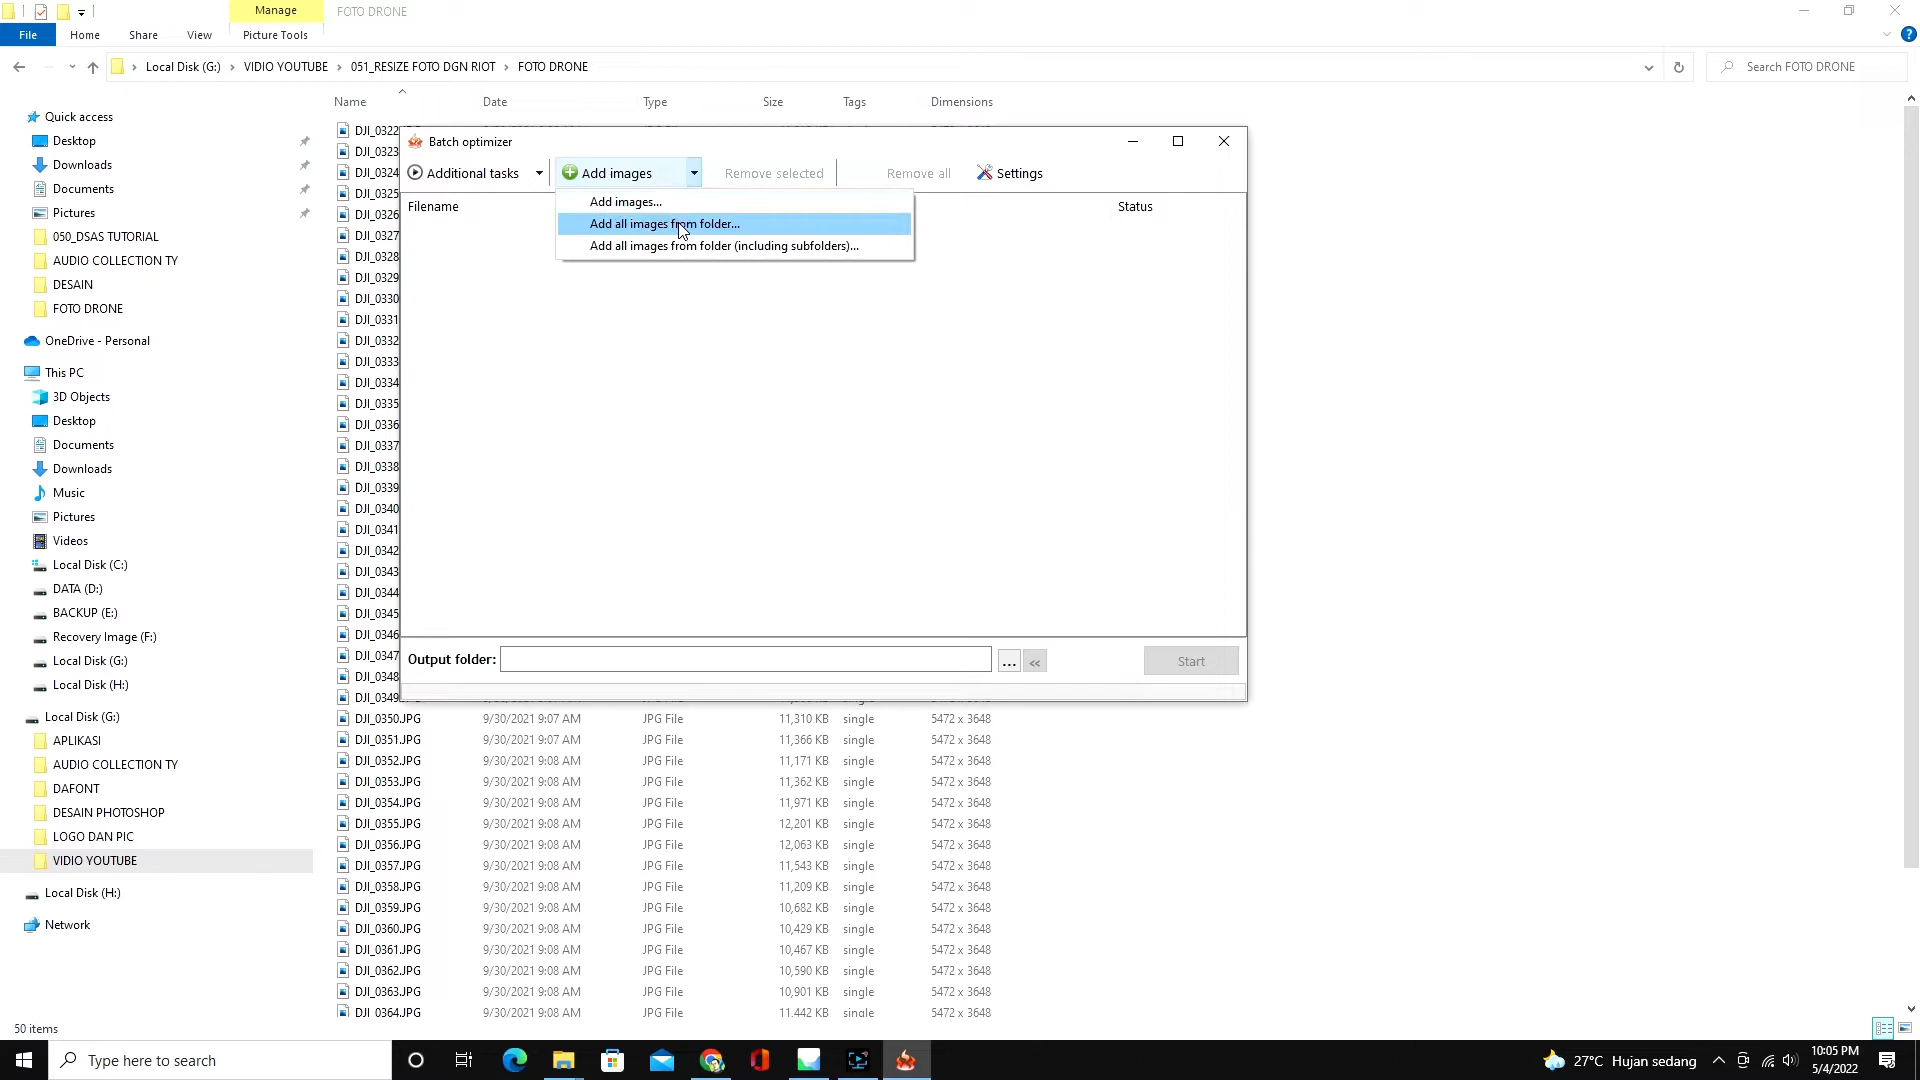 Manage
FOTO DRONE
File
Home
Share
View
Picture Tools
Local Disk (G:)
VIDIO YOUTUBE
051_RESIZE FOTO DGN RIOT
FOTO DRONE
Search FOTO DRONE
Name
Date
Type
Size
Tags
Dimensions
Quick access
Desktop
Downloads
Documents
Pictures
050_DSAS TUTORIAL
AUDIO COLLECTION TY
DESAIN
FOTO DRONE
OneDrive - Personal
This PC
3D Objects
Desktop
Documents
Downloads
Music
Pictures
Videos
Local Disk (C:)
DATA (D:)
BACKUP (E:)
Recovery Image (F:)
Local Disk (G:)
Local Disk (H:)
Local Disk (G:)
APLIKASI
AUDIO COLLECTION TY
DAFONT
DESAIN PHOTOSHOP
LOGO DAN PIC
VIDIO YOUTUBE
Local Disk (H:)
Network
DJI_0322
DJI_0323
DJI_0324
DJI_0325
DJI_0326
DJI_0327
DJI_0328
DJI_0329
DJI_0330
DJI_0331
DJI_0332
DJI_0333
DJI_0334
DJI_0335
DJI_0336
DJI_0337
DJI_0338
DJI_0339
DJI_0340
DJI_0341
DJI_0342
DJI_0343
DJI_0344
DJI_0345
DJI_0346
DJI_0347
DJI_0348
DJI_0349
Batch optimizer
Additional tasks
Add images
Remove selected
Remove all
Settings
Filename
Status
Add images...
Add all images from folder...
Add all images from folder (including subfolders)...
Output folder:
...
<<
Start
DJI_0350.JPG 9/30/2021 9:07 AM JPG File 11,310 KB single 5472 x 3648
DJI_0351.JPG 9/30/2021 9:07 AM JPG File 11,366 KB single 5472 x 3648
DJI_0352.JPG 9/30/2021 9:08 AM JPG File 11,171 KB single 5472 x 3648
DJI_0353.JPG 9/30/2021 9:08 AM JPG File 11,362 KB single 5472 x 3648
DJI_0354.JPG 9/30/2021 9:08 AM JPG File 11,971 KB single 5472 x 3648
DJI_0355.JPG 9/30/2021 9:08 AM JPG File 12,201 KB single 5472 x 3648
DJI_0356.JPG 9/30/2021 9:08 AM JPG File 12,063 KB single 5472 x 3648
DJI_0357.JPG 9/30/2021 9:08 AM JPG File 11,543 KB single 5472 x 3648
DJI_0358.JPG 9/30/2021 9:08 AM JPG File 11,209 KB single 5472 x 3648
DJI_0359.JPG 9/30/2021 9:08 AM JPG File 10,682 KB single 5472 x 3648
DJI_0360.JPG 9/30/2021 9:08 AM JPG File 10,429 KB single 5472 x 3648
DJI_0361.JPG 9/30/2021 9:08 AM JPG File 10,467 KB single 5472 x 3648
DJI_0362.JPG 9/30/2021 9:08 AM JPG File 10,590 KB single 5472 x 3648
DJI_0363.JPG 9/30/2021 9:08 AM JPG File 10,901 KB single 5472 x 3648
DJI_0364.JPG 9/30/2021 9:08 AM JPG File 11,442 KB single 5472 x 3648
50 items
Type here to search
27°C Hujan sedang
10:05 PM
5/4/2022